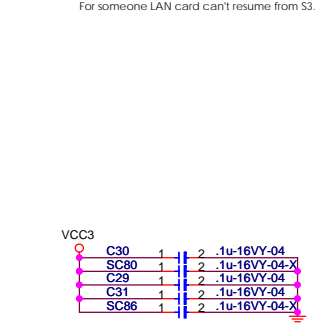 For someone LAN card can't resume from S3.
VCC3
C30 1 2 .1u-16VY-04
SC80 1 2 .1u-16VY-04-X
C29 1 2 .1u-16VY-04
C31 1 2 .1u-16VY-04
SC86 1 2 .1u-16VY-04-X